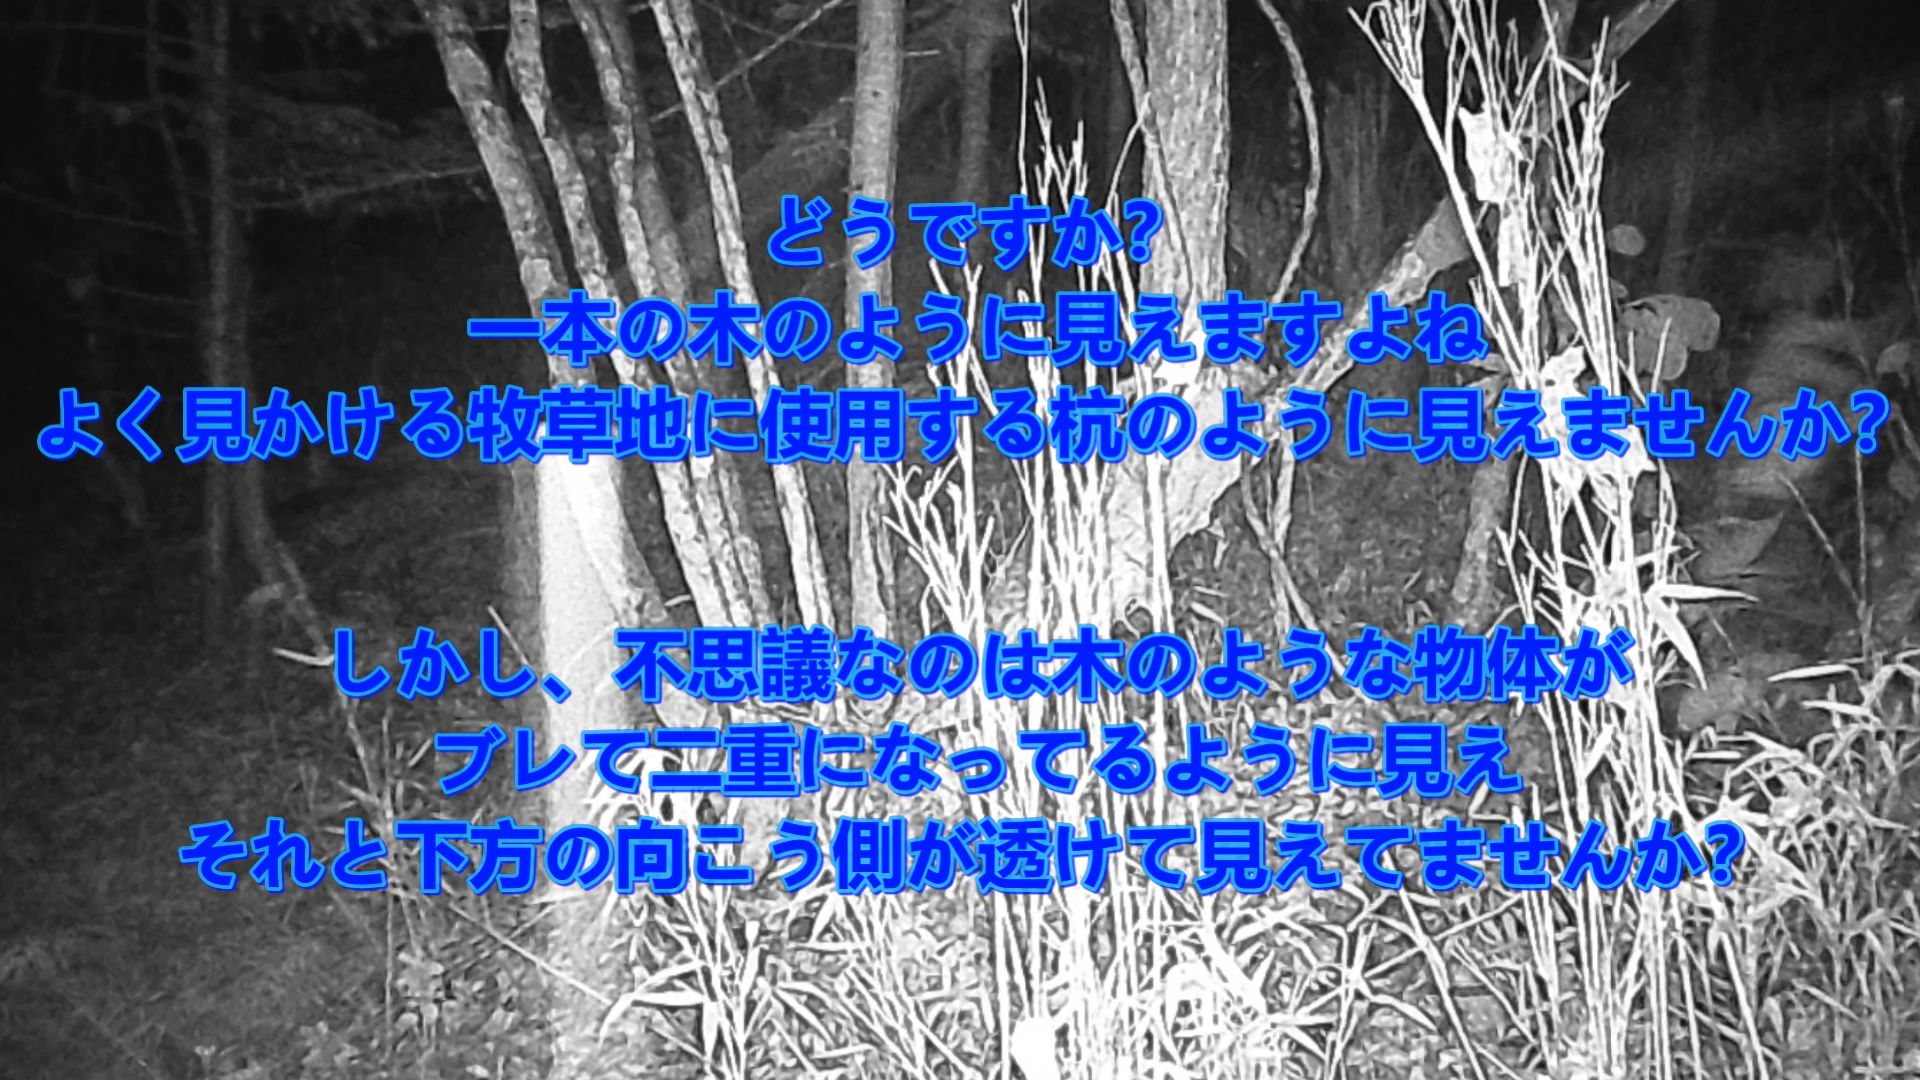 どうですか？
一本の木のように見えますよね
よく見かける牧草地に使用する杭のように見えませんか？
しかし、不思議なのは木のような物体が
ブレて二重になってるように見え
それと下方の向こう側が透けて見えてませんか？